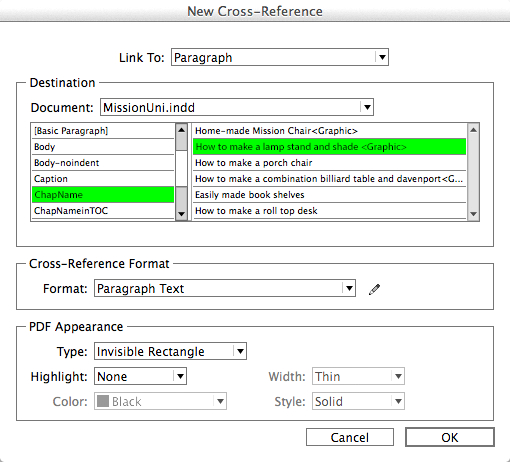 New Cross-Reference
Link To: Paragraph
Destination
Document: MissionUni.indd
[Basic Paragraph]
Body
Body-noindent
Caption
ChapName
ChapNameinTOC
Home-made Mission Chair<Graphic>
How to make a lamp stand and shade <Graphic>
How to make a porch chair
How to make a combination billiard table and davenport<G...
Easily made book shelves
How to make a roll top desk
Cross-Reference Format
Format: Paragraph Text
PDF Appearance
Type: Invisible Rectangle
Highlight: None Width: Thin
Color: Black Style: Solid
Cancel OK